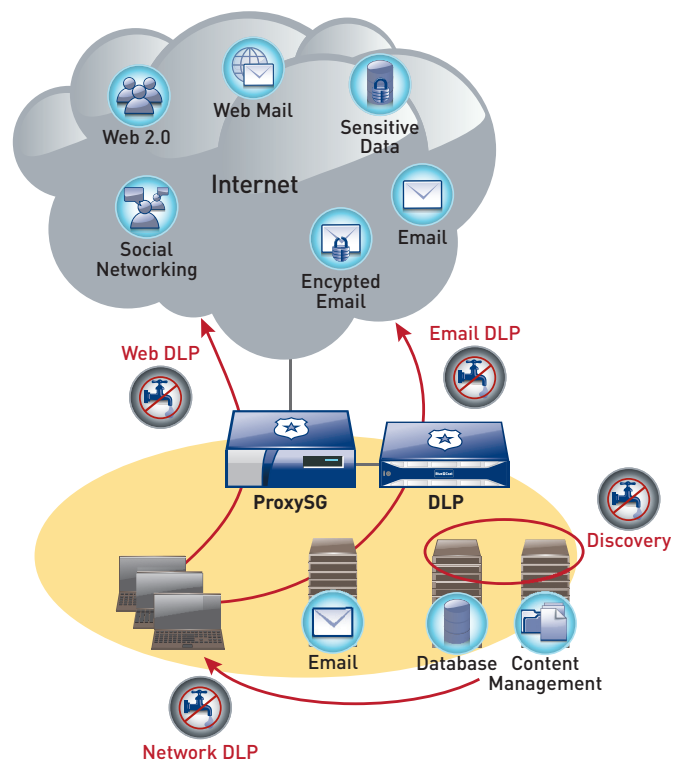 Web 2.0
Web Mail
Sensitive
Data
Internet
Social
Networking
Email
Encypted
Email
Web DLP
Email DLP
ProxySG
DLP
Discovery
Email
Database
Content
Management
Network DLP